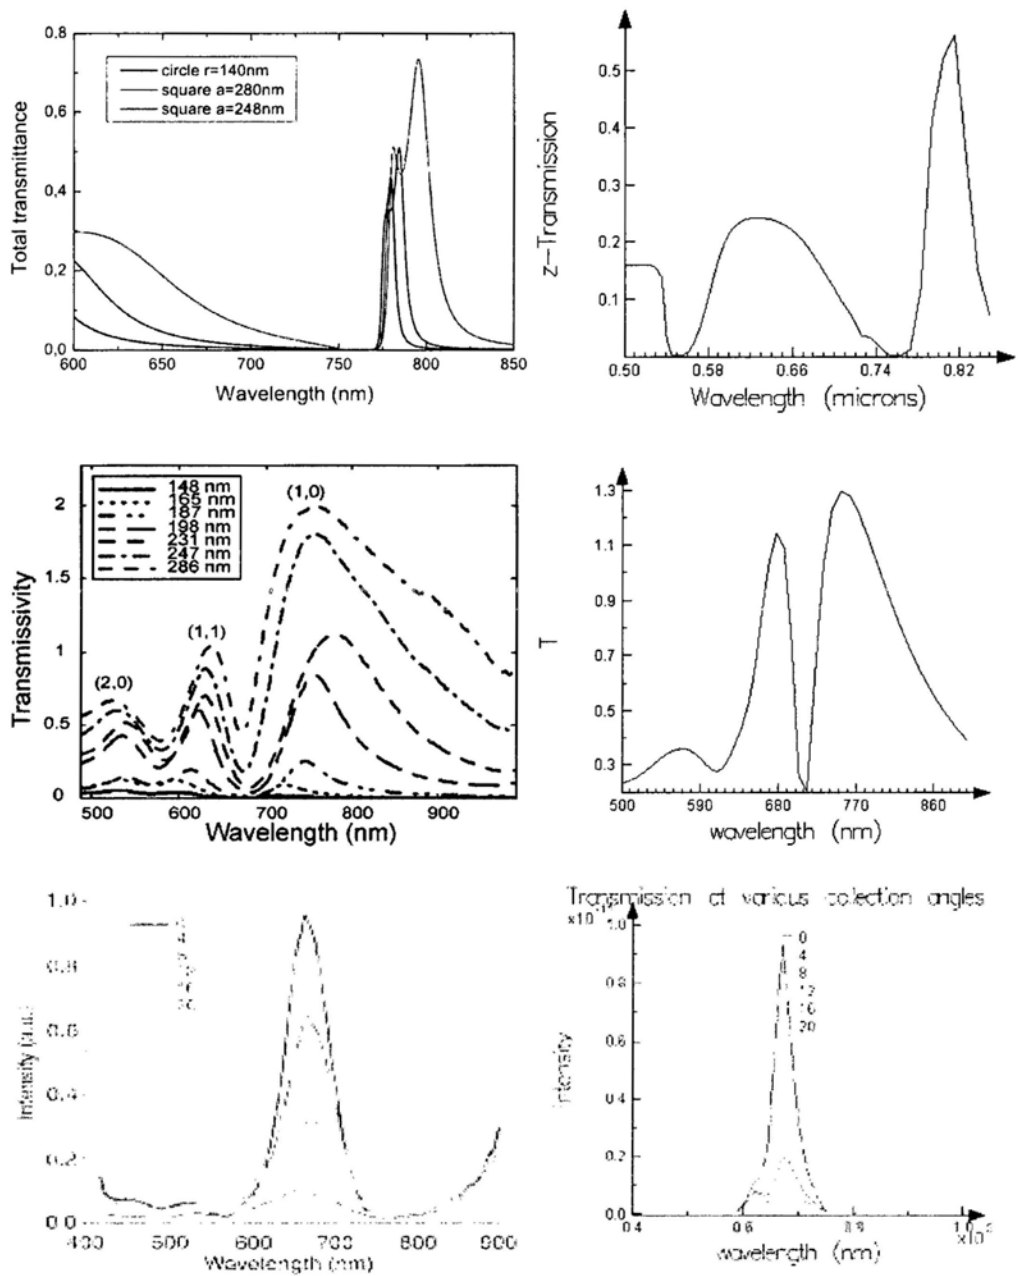 0,8
0,6
0,4
0,2
0,0
600 650 700 750 800 850
Total transmittance
Wavelength (nm)
circle r=140nm
square a=280nm
square a=248nm
0.5
0.4
0.3
0.2
0.1
0.50 0.58 0.66 0.74 0.82
z-Transmission
Wavelength (microns)
2
1.5
1
0.5
0
500 600 700 800 900
Transmissivity
Wavelength (nm)
148 nm
165 nm
187 nm
198 nm
231 nm
247 nm
286 nm
(2,0)
(1,1)
(1,0)
1.3
1.1
0.9
0.7
0.5
0.3
500 590 680 770 860
T
wavelength (nm)
1.0
0.8
0.6
0.4
0.2
0.0
400 500 600 700 800 900
Intensity (a.u.)
Wavelength (nm)
Transmission at various collection angles
1.0
0.8
0.6
0.4
0.2
0.0
0.4 0.6 0.8 1.0
Intensity
wavelength (nm)
0
4
8
12
16
20